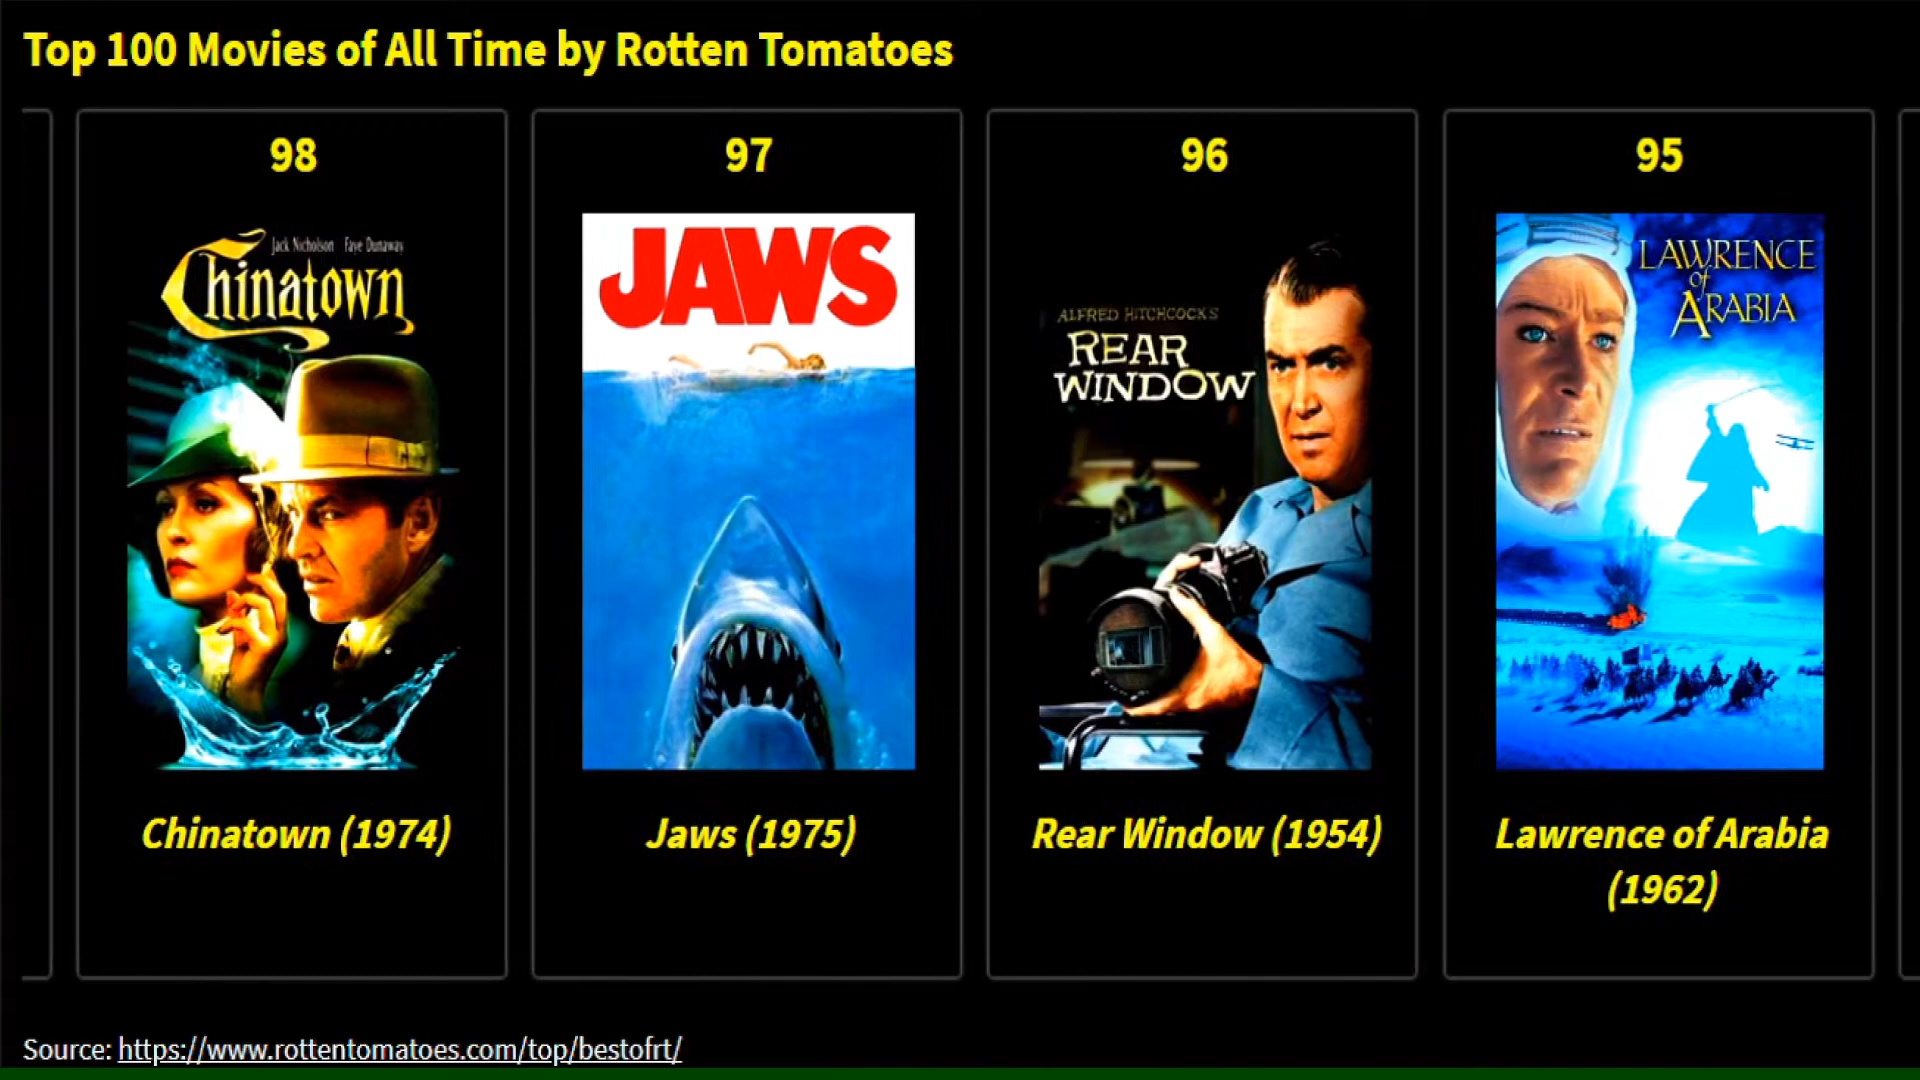 Top 100 Movies of All Time by Rotten Tomatoes
98
Jack Nicholson Faye Dunaway
Chinatown
Chinatown (1974)
97
JAWS
Jaws (1975)
96
ALFRED HITCHCOCK'S
REAR
WINDOW
Rear Window (1954)
95
LAWRENCE
of
ARABIA
Lawrence of Arabia
(1962)
Source: https://www.rottentomatoes.com/top/bestofrt/